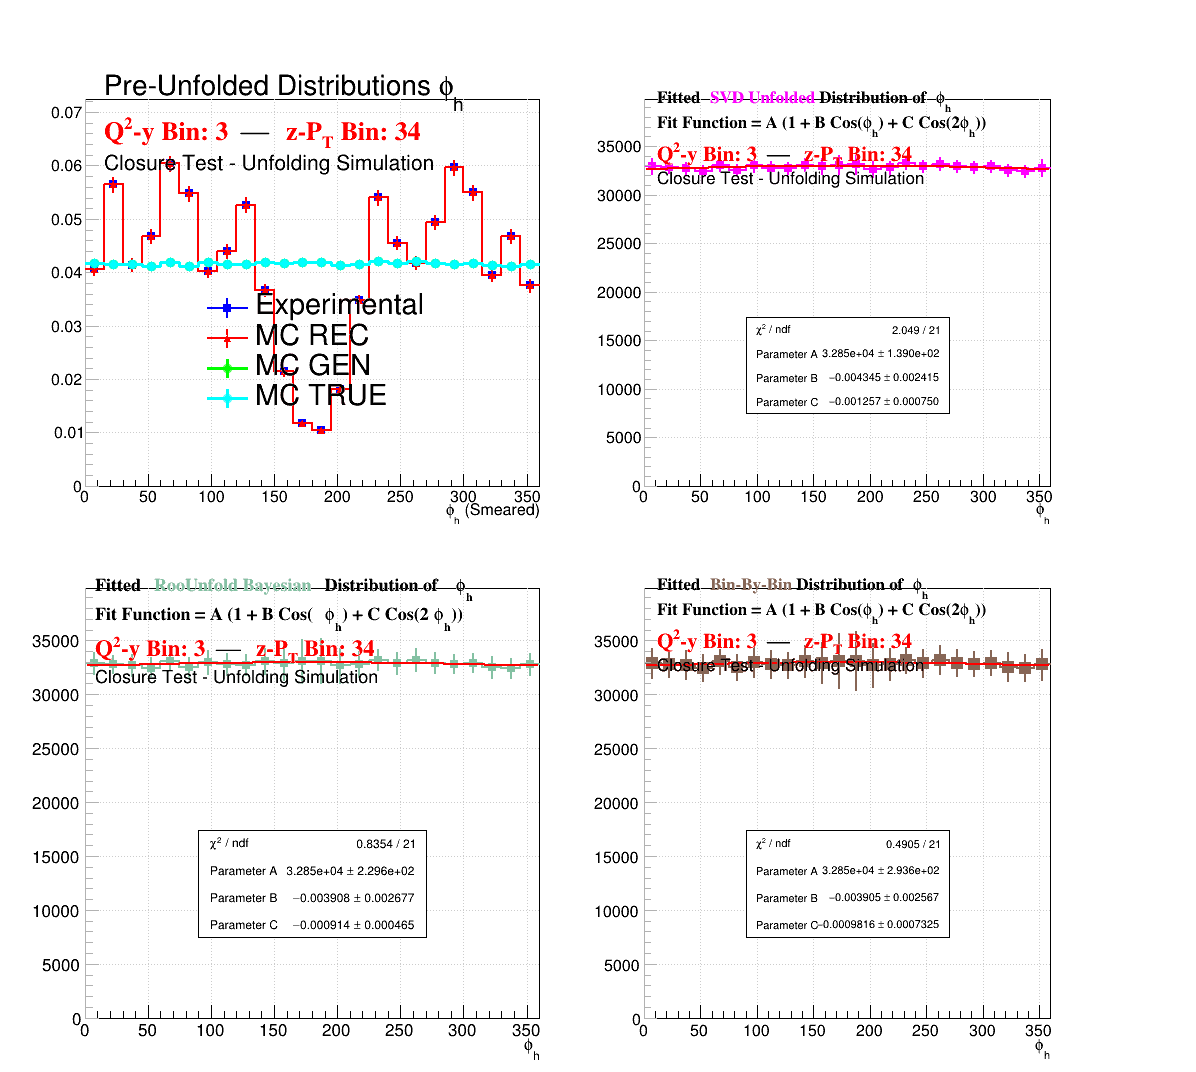 Pre-Unfolded Distributions ϕh
Q²-y Bin: 3 — z-PT Bin: 34
Closure Test - Unfolding Simulation
0.07
0.06
0.05
0.04
0.03
0.02
0.01
0
Experimental
MC REC
MC GEN
MC TRUE
0 50 100 150 200 250 300 350
ϕh (Smeared)
Fitted SVD Unfolded Distribution of ϕh
Fit Function = A (1 + B Cos(ϕh) + C Cos(2ϕh))
Q²-y Bin: 3 — z-PT Bin: 34
Closure Test - Unfolding Simulation
35000
30000
25000
20000
15000
10000
5000
0
χ² / ndf 2.049 / 21
Parameter A 3.285e+04 ± 1.390e+02
Parameter B −0.004345 ± 0.002415
Parameter C −0.001257 ± 0.000750
0 50 100 150 200 250 300 350
ϕh
Fitted RooUnfold Bayesian Distribution of ϕh
Fit Function = A (1 + B Cos( ϕh) + C Cos(2 ϕh))
Q²-y Bin: 3 — z-PT Bin: 34
Closure Test - Unfolding Simulation
35000
30000
25000
20000
15000
10000
5000
0
χ² / ndf 0.8354 / 21
Parameter A 3.285e+04 ± 2.296e+02
Parameter B −0.003908 ± 0.002677
Parameter C −0.000914 ± 0.000465
0 50 100 150 200 250 300 350
ϕh
Fitted Bin-By-Bin Distribution of ϕh
Fit Function = A (1 + B Cos(ϕh) + C Cos(2ϕh))
Q²-y Bin: 3 — z-PT Bin: 34
Closure Test - Unfolding Simulation
35000
30000
25000
20000
15000
10000
5000
0
χ² / ndf 0.4905 / 21
Parameter A 3.285e+04 ± 2.936e+02
Parameter B −0.003905 ± 0.002567
Parameter C −0.0009816 ± 0.0007325
0 50 100 150 200 250 300 350
ϕh